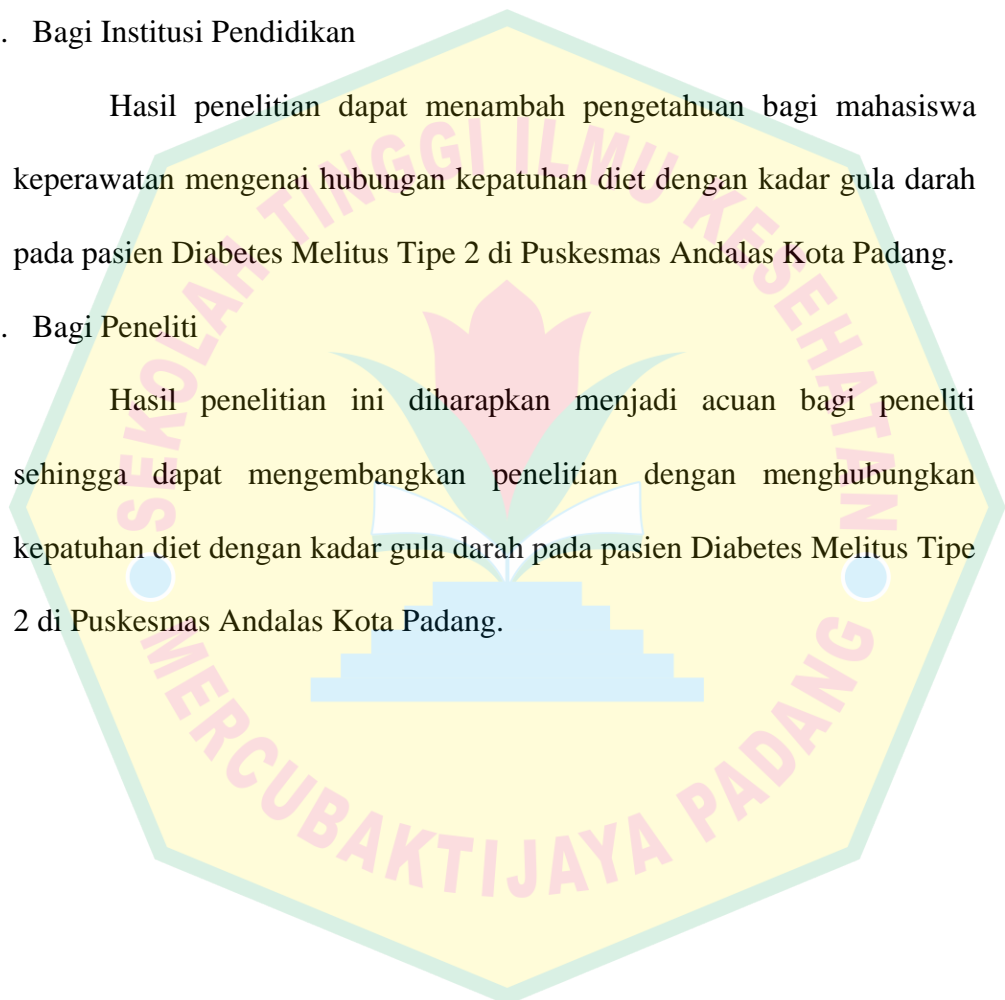 . Bagi Institusi Pendidikan
Hasil penelitian dapat menambah pengetahuan bagi mahasiswa
keperawatan mengenai hubungan kepatuhan diet dengan kadar gula darah
pada pasien Diabetes Melitus Tipe 2 di Puskesmas Andalas Kota Padang.
. Bagi Peneliti
Hasil penelitian ini diharapkan menjadi acuan bagi peneliti
sehingga dapat mengembangkan penelitian dengan menghubungkan
kepatuhan diet dengan kadar gula darah pada pasien Diabetes Melitus Tipe
2 di Puskesmas Andalas Kota Padang.
SEKOLAH TINGGI ILMU KESEHATAN
MERCUBAKTIJAYA PADANG